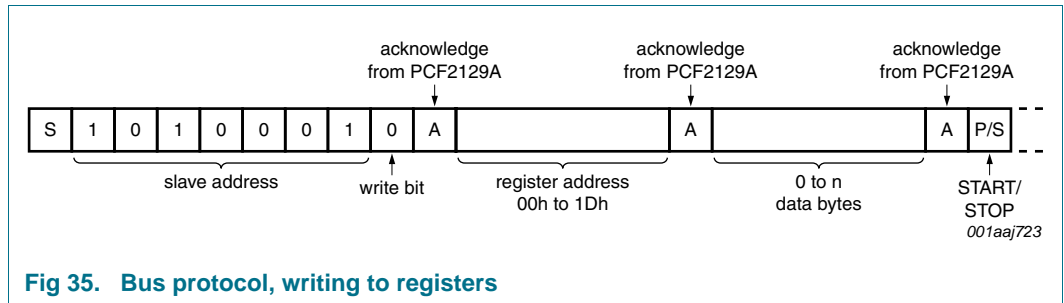 acknowledge
from PCF2129A
acknowledge
from PCF2129A
acknowledge
from PCF2129A
S 1 0 1 0 0 0 1 0 A A A P/S
slave address
write bit
register address
00h to 1Dh
0 to n
data bytes
START/
STOP
001aaj723
Fig 35. Bus protocol, writing to registers